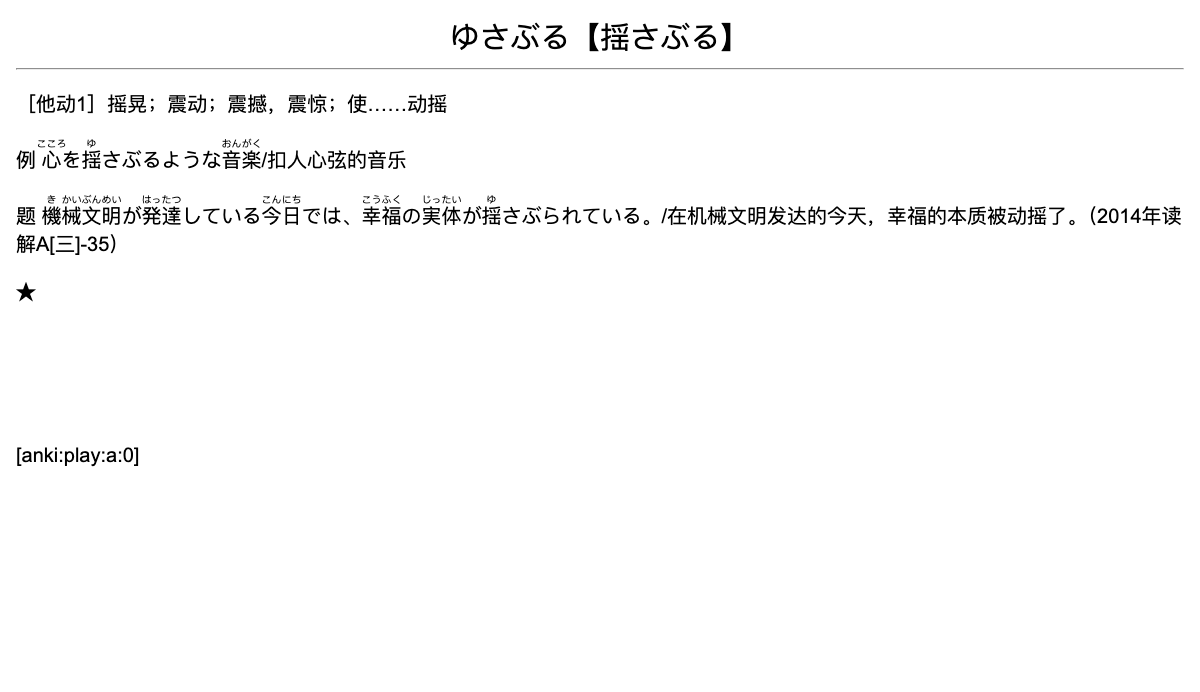 ゆさぶる【揺さぶる】
［他动1］摇晃；震动；震撼，震惊；使……动摇
こころ ゆ おんがく
例 心を揺さぶるような音楽/扣人心弦的音乐
き かいぶんめい はったつ こんにち こうふく じったい ゆ
题 機械文明が発達している今日では、幸福の実体が揺さぶられている。/在机械文明发达的今天，幸福的本质被动摇了。（2014年读
解A[三]-35）
★
[anki:play:a:0]